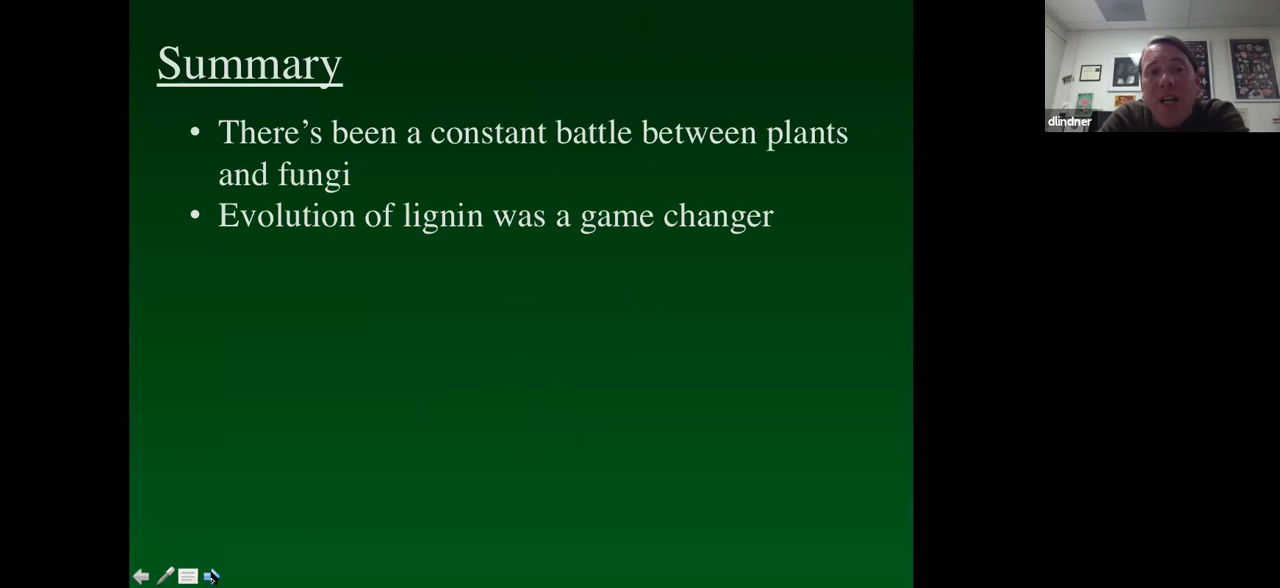 Summary
• There’s been a constant battle between plants
and fungi
• Evolution of lignin was a game changer
dlindner